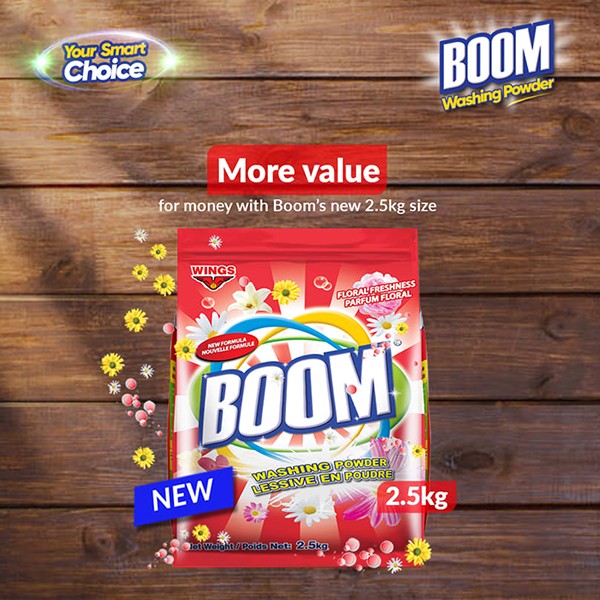 Your Smart
Choice
BOOM
Washing Powder
More value
for money with Boom's new 2.5kg size
WINGS
FLORAL FRESHNESS
PARFUM FLORAL
NEW FORMULA
NOUVELLE FORMULE
BOOM
WASHING POWDER
LESSIVE EN POUDRE
NEW
2.5kg
Net Weight / Poids Net: 2.5kg